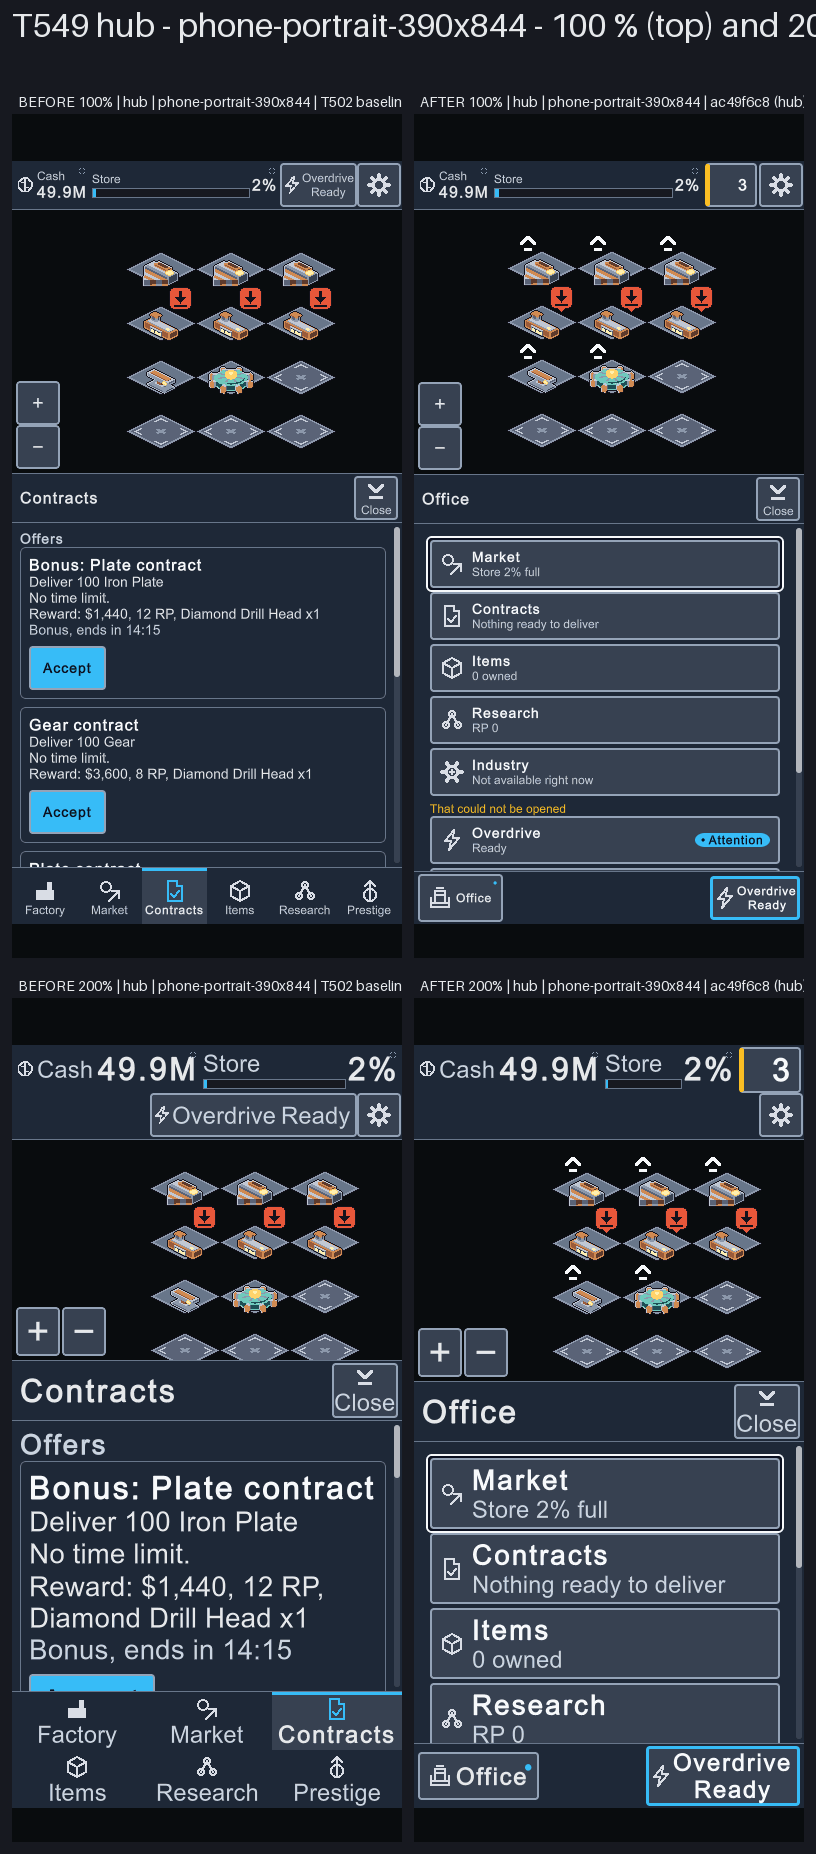 T549 hub - phone-portrait-390x844 - 100 % (top) and 20
BEFORE 100% | hub | phone-portrait-390x844 | T502 baselin
AFTER 100% | hub | phone-portrait-390x844 | ac49f6c8 (hub)
Cash
49.9M
Store
2%
Overdrive
Ready
+
−
Contracts
Close
Offers
Bonus: Plate contract
Deliver 100 Iron Plate
No time limit.
Reward: $1,440, 12 RP, Diamond Drill Head x1
Bonus, ends in 14:15
Accept
Gear contract
Deliver 100 Gear
No time limit.
Reward: $3,600, 8 RP, Diamond Drill Head x1
Accept
Plate contract
Factory
Market
Contracts
Items
Research
Prestige
Cash
49.9M
Store
2%
3
+
−
Office
Close
Market
Store 2% full
Contracts
Nothing ready to deliver
Items
0 owned
Research
RP 0
Industry
Not available right now
That could not be opened
Overdrive
Ready
• Attention
Office
Overdrive
Ready
BEFORE 200% | hub | phone-portrait-390x844 | T502 baselin
AFTER 200% | hub | phone-portrait-390x844 | ac49f6c8 (hub)
Cash 49.9M
Store
2%
Overdrive Ready
+
−
Contracts
Close
Offers
Bonus: Plate contract
Deliver 100 Iron Plate
No time limit.
Reward: $1,440, 12 RP,
Diamond Drill Head x1
Bonus, ends in 14:15
Factory
Market
Contracts
Items
Research
Prestige
Cash 49.9M
Store
2%
3
+
−
Office
Close
Market
Store 2% full
Contracts
Nothing ready to deliver
Items
0 owned
Research
RP 0
Office
Overdrive
Ready